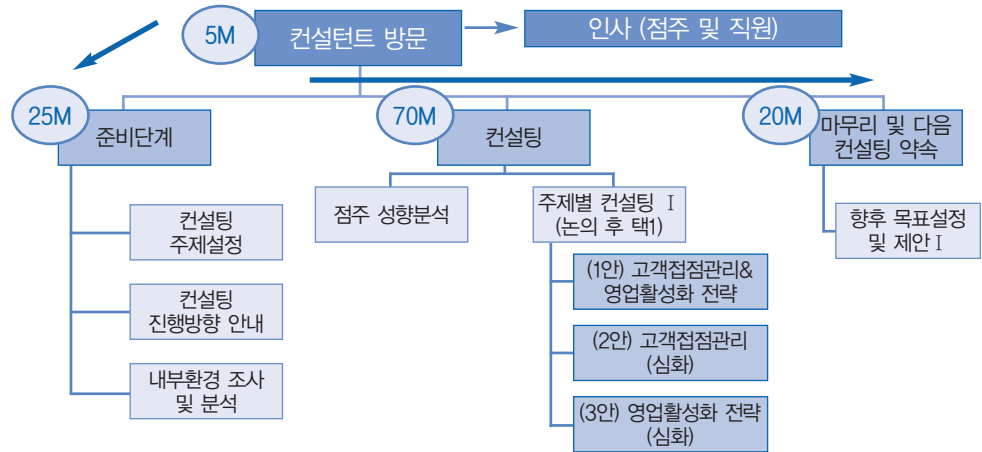 5M
컨설턴트 방문
인사 (점주 및 직원)
25M
준비단계
컨설팅
주제설정
컨설팅
진행방향 안내
내부환경 조사
및 분석
70M
컨설팅
점주 성향분석
주제별 컨설팅 Ⅰ
(논의 후 택1)
(1안) 고객접점관리&
영업활성화 전략
(2안) 고객접점관리
(심화)
(3안) 영업활성화 전략
(심화)
20M
마무리 및 다음
컨설팅 약속
향후 목표설정
및 제안Ⅰ